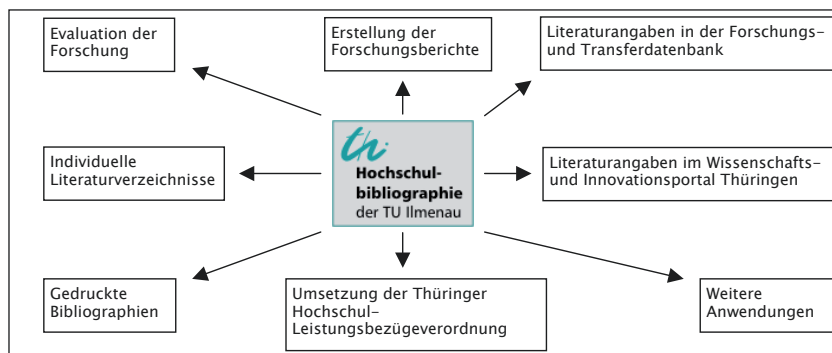 Evaluation der
Forschung
Erstellung der
Forschungsberichte
Literaturangaben in der Forschungs-
und Transferdatenbank
Individuelle
Literaturverzeichnisse
th
Hochschul-
bibliographie
der TU Ilmenau
Literaturangaben im Wissenschafts-
und Innovationsportal Thüringen
Gedruckte
Bibliographien
Umsetzung der Thüringer
Hochschul-
Leistungsbezügeverordnung
Weitere
Anwendungen